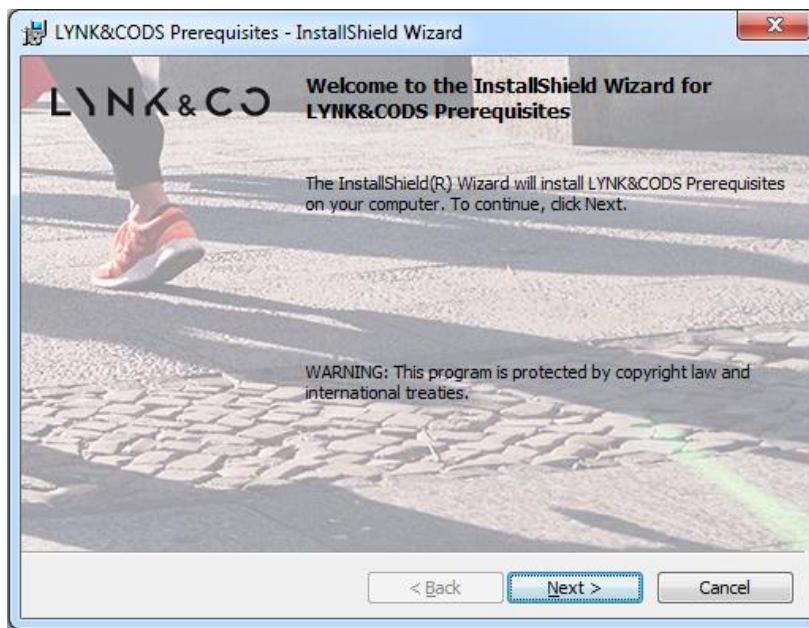 LYNK&CODS Prerequisites - InstallShield Wizard
LYNK&CO
Welcome to the InstallShield Wizard for
LYNK&CODS Prerequisites
The InstallShield(R) Wizard will install LYNK&CODS Prerequisites
on your computer. To continue, click Next.
WARNING: This program is protected by copyright law and
international treaties.
< Back
Next >
Cancel